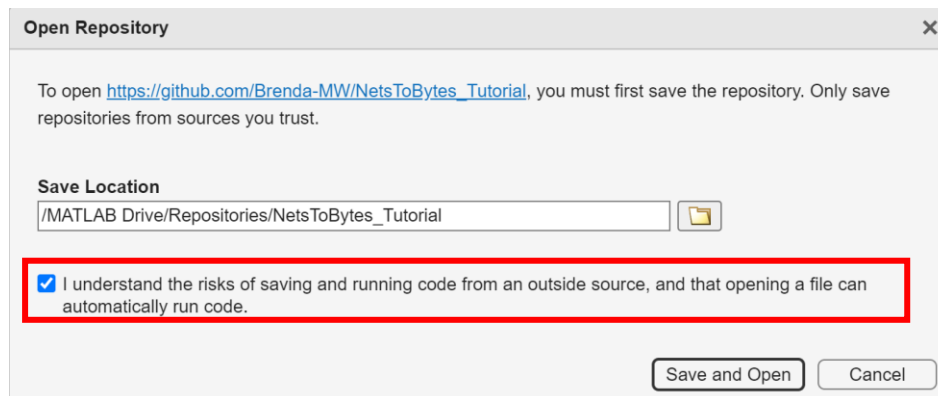 Open Repository
To open https://github.com/Brenda-MW/NetsToBytes_Tutorial, you must first save the repository. Only save
repositories from sources you trust.
Save Location
/MATLAB Drive/Repositories/NetsToBytes_Tutorial
I understand the risks of saving and running code from an outside source, and that opening a file can
automatically run code.
Save and Open Cancel